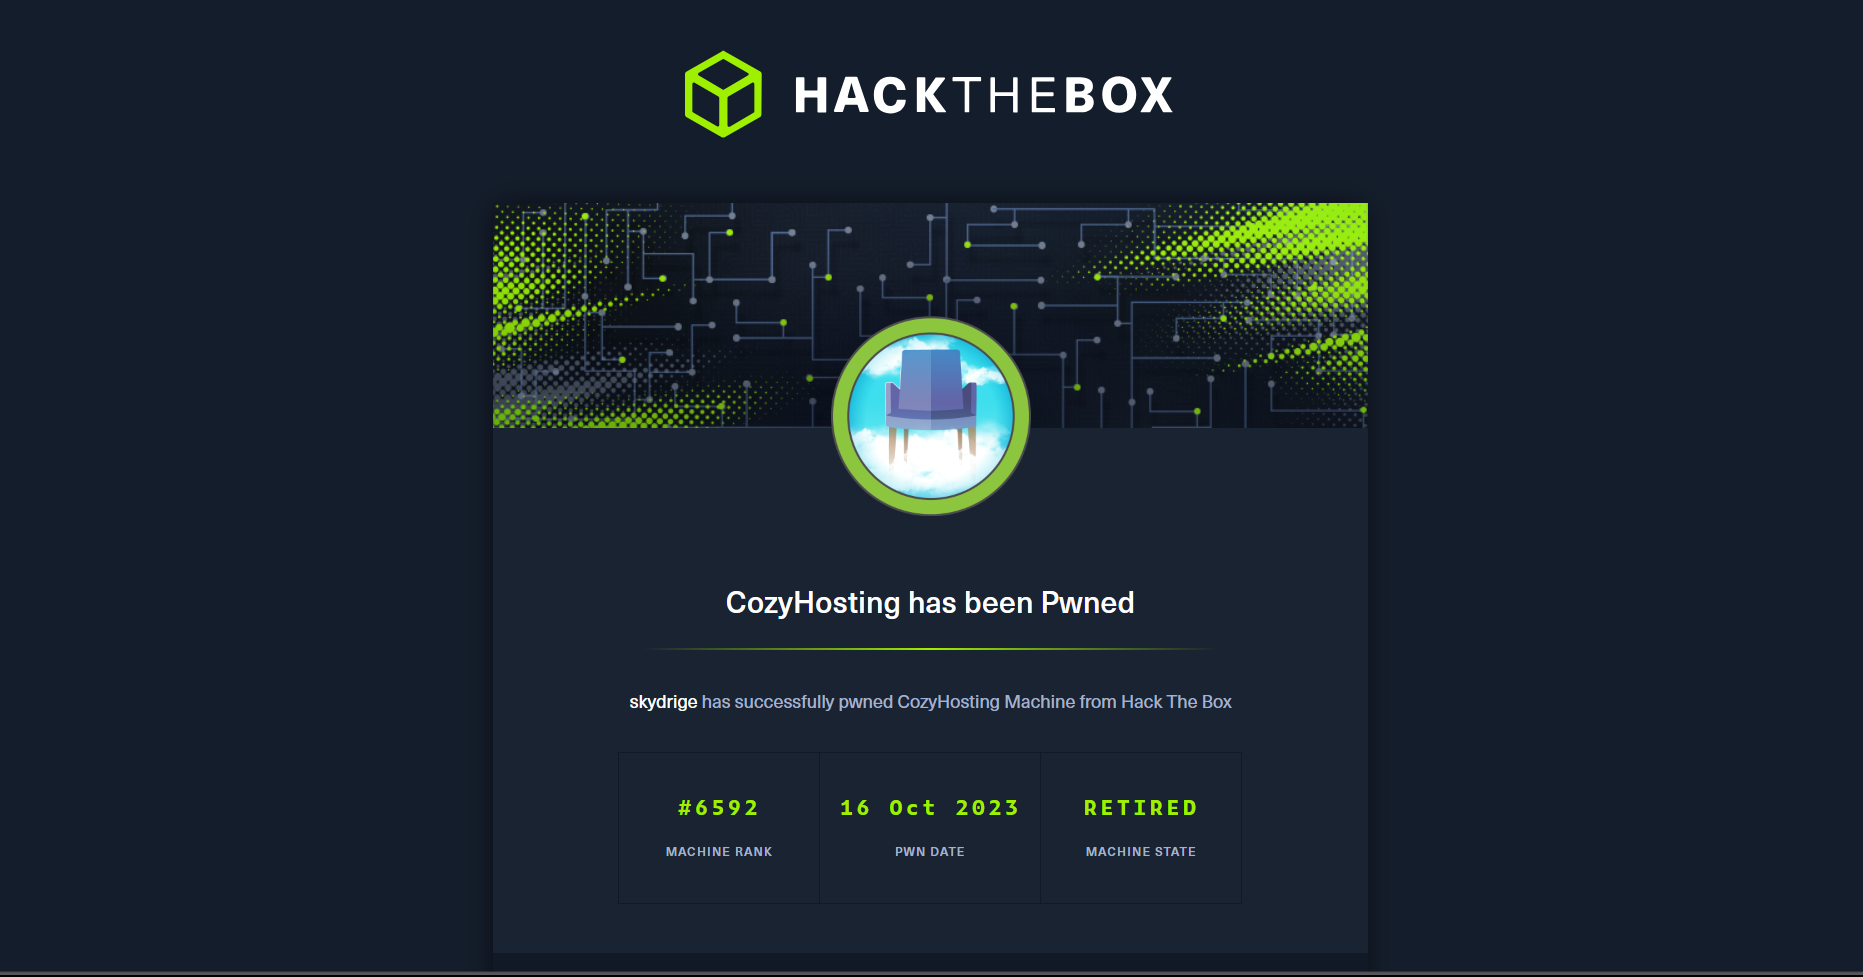 HACKTHEBOX
CozyHosting has been Pwned
skydrige has successfully pwned CozyHosting Machine from Hack The Box
#6592
MACHINE RANK
16 Oct 2023
PWN DATE
RETIRED
MACHINE STATE